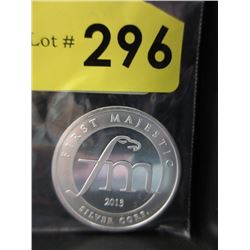 Lot # 296
FIRST MAJESTIC
fm
2015
SILVER CORP.